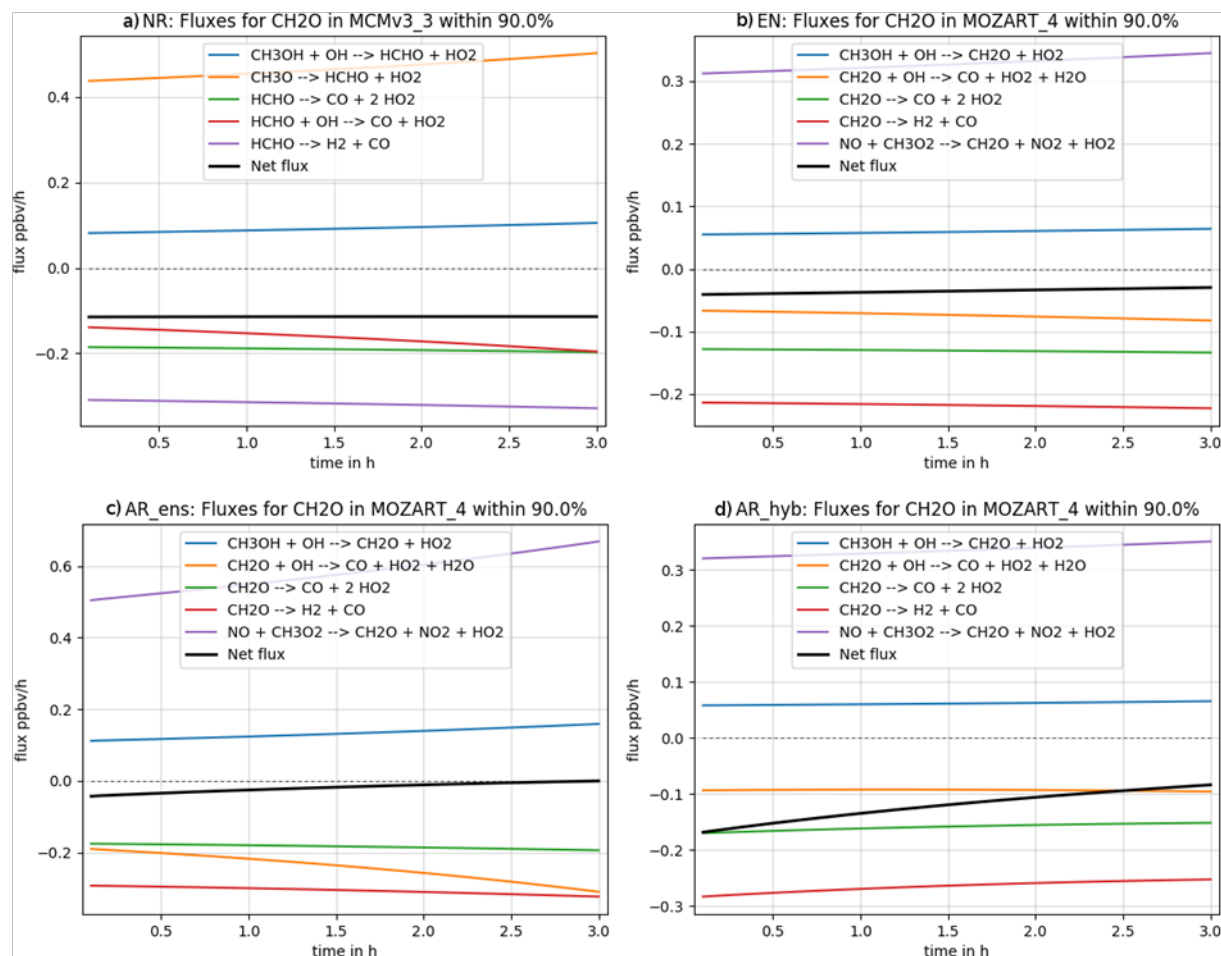 a) NR: Fluxes for CH2O in MCMv3_3 within 90.0%
CH3OH + OH --> HCHO + HO2
CH3O --> HCHO + HO2
HCHO --> CO + 2 HO2
HCHO + OH --> CO + HO2
HCHO --> H2 + CO
Net flux
flux ppbv/h
0.4
0.2
0.0
−0.2
0.5 1.0 1.5 2.0 2.5 3.0
time in h
b) EN: Fluxes for CH2O in MOZART_4 within 90.0%
CH3OH + OH --> CH2O + HO2
CH2O + OH --> CO + HO2 + H2O
CH2O --> CO + 2 HO2
CH2O --> H2 + CO
NO + CH3O2 --> CH2O + NO2 + HO2
Net flux
flux ppbv/h
0.3
0.2
0.1
0.0
−0.1
−0.2
0.5 1.0 1.5 2.0 2.5 3.0
time in h
c) AR_ens: Fluxes for CH2O in MOZART_4 within 90.0%
CH3OH + OH --> CH2O + HO2
CH2O + OH --> CO + HO2 + H2O
CH2O --> CO + 2 HO2
CH2O --> H2 + CO
NO + CH3O2 --> CH2O + NO2 + HO2
Net flux
flux ppbv/h
0.6
0.4
0.2
0.0
−0.2
0.5 1.0 1.5 2.0 2.5 3.0
time in h
d) AR_hyb: Fluxes for CH2O in MOZART_4 within 90.0%
CH3OH + OH --> CH2O + HO2
CH2O + OH --> CO + HO2 + H2O
CH2O --> CO + 2 HO2
CH2O --> H2 + CO
NO + CH3O2 --> CH2O + NO2 + HO2
Net flux
flux ppbv/h
0.3
0.2
0.1
0.0
−0.1
−0.2
−0.3
0.5 1.0 1.5 2.0 2.5 3.0
time in h